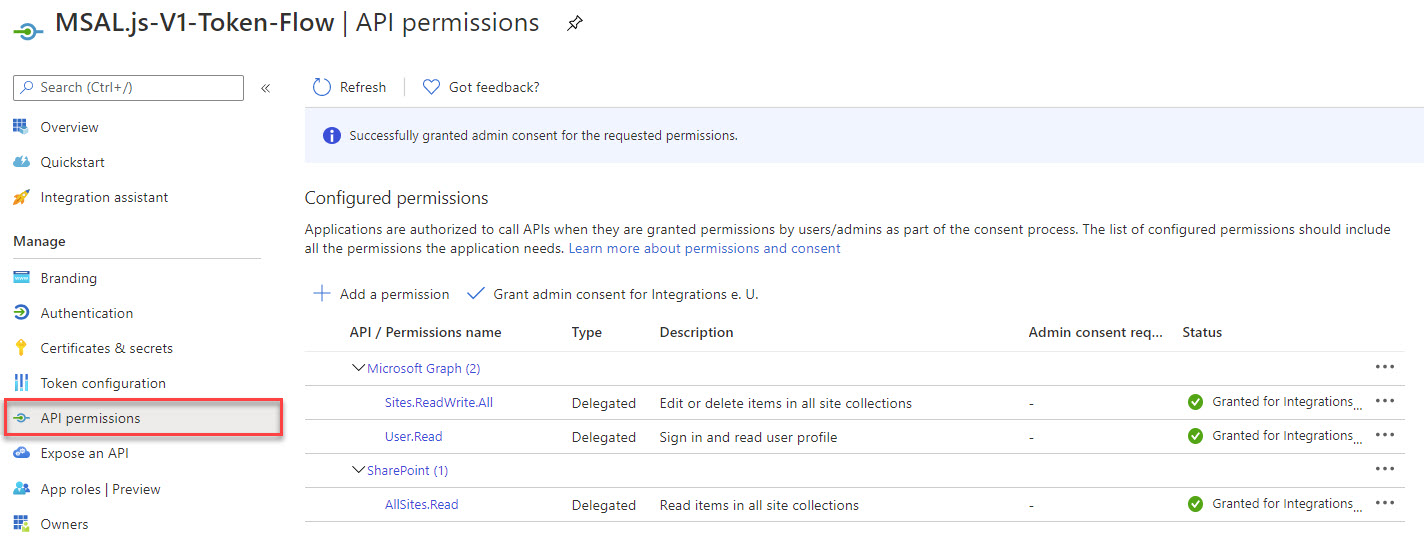 MSAL.js-V1-Token-Flow | API permissions
Search (Ctrl+/)
«
Overview
Quickstart
Integration assistant
Manage
Branding
Authentication
Certificates & secrets
Token configuration
API permissions
Expose an API
App roles | Preview
Owners
Refresh
Got feedback?
Successfully granted admin consent for the requested permissions.
Configured permissions
Applications are authorized to call APIs when they are granted permissions by users/admins as part of the consent process. The list of configured permissions should include
all the permissions the application needs. Learn more about permissions and consent
Add a permission Grant admin consent for Integrations e. U.
API / Permissions name Type Description Admin consent req... Status
Microsoft Graph (2) ...
Sites.ReadWrite.All Delegated Edit or delete items in all site collections - Granted for Integrations... ...
User.Read Delegated Sign in and read user profile - Granted for Integrations... ...
SharePoint (1) ...
AllSites.Read Delegated Read items in all site collections - Granted for Integrations... ...